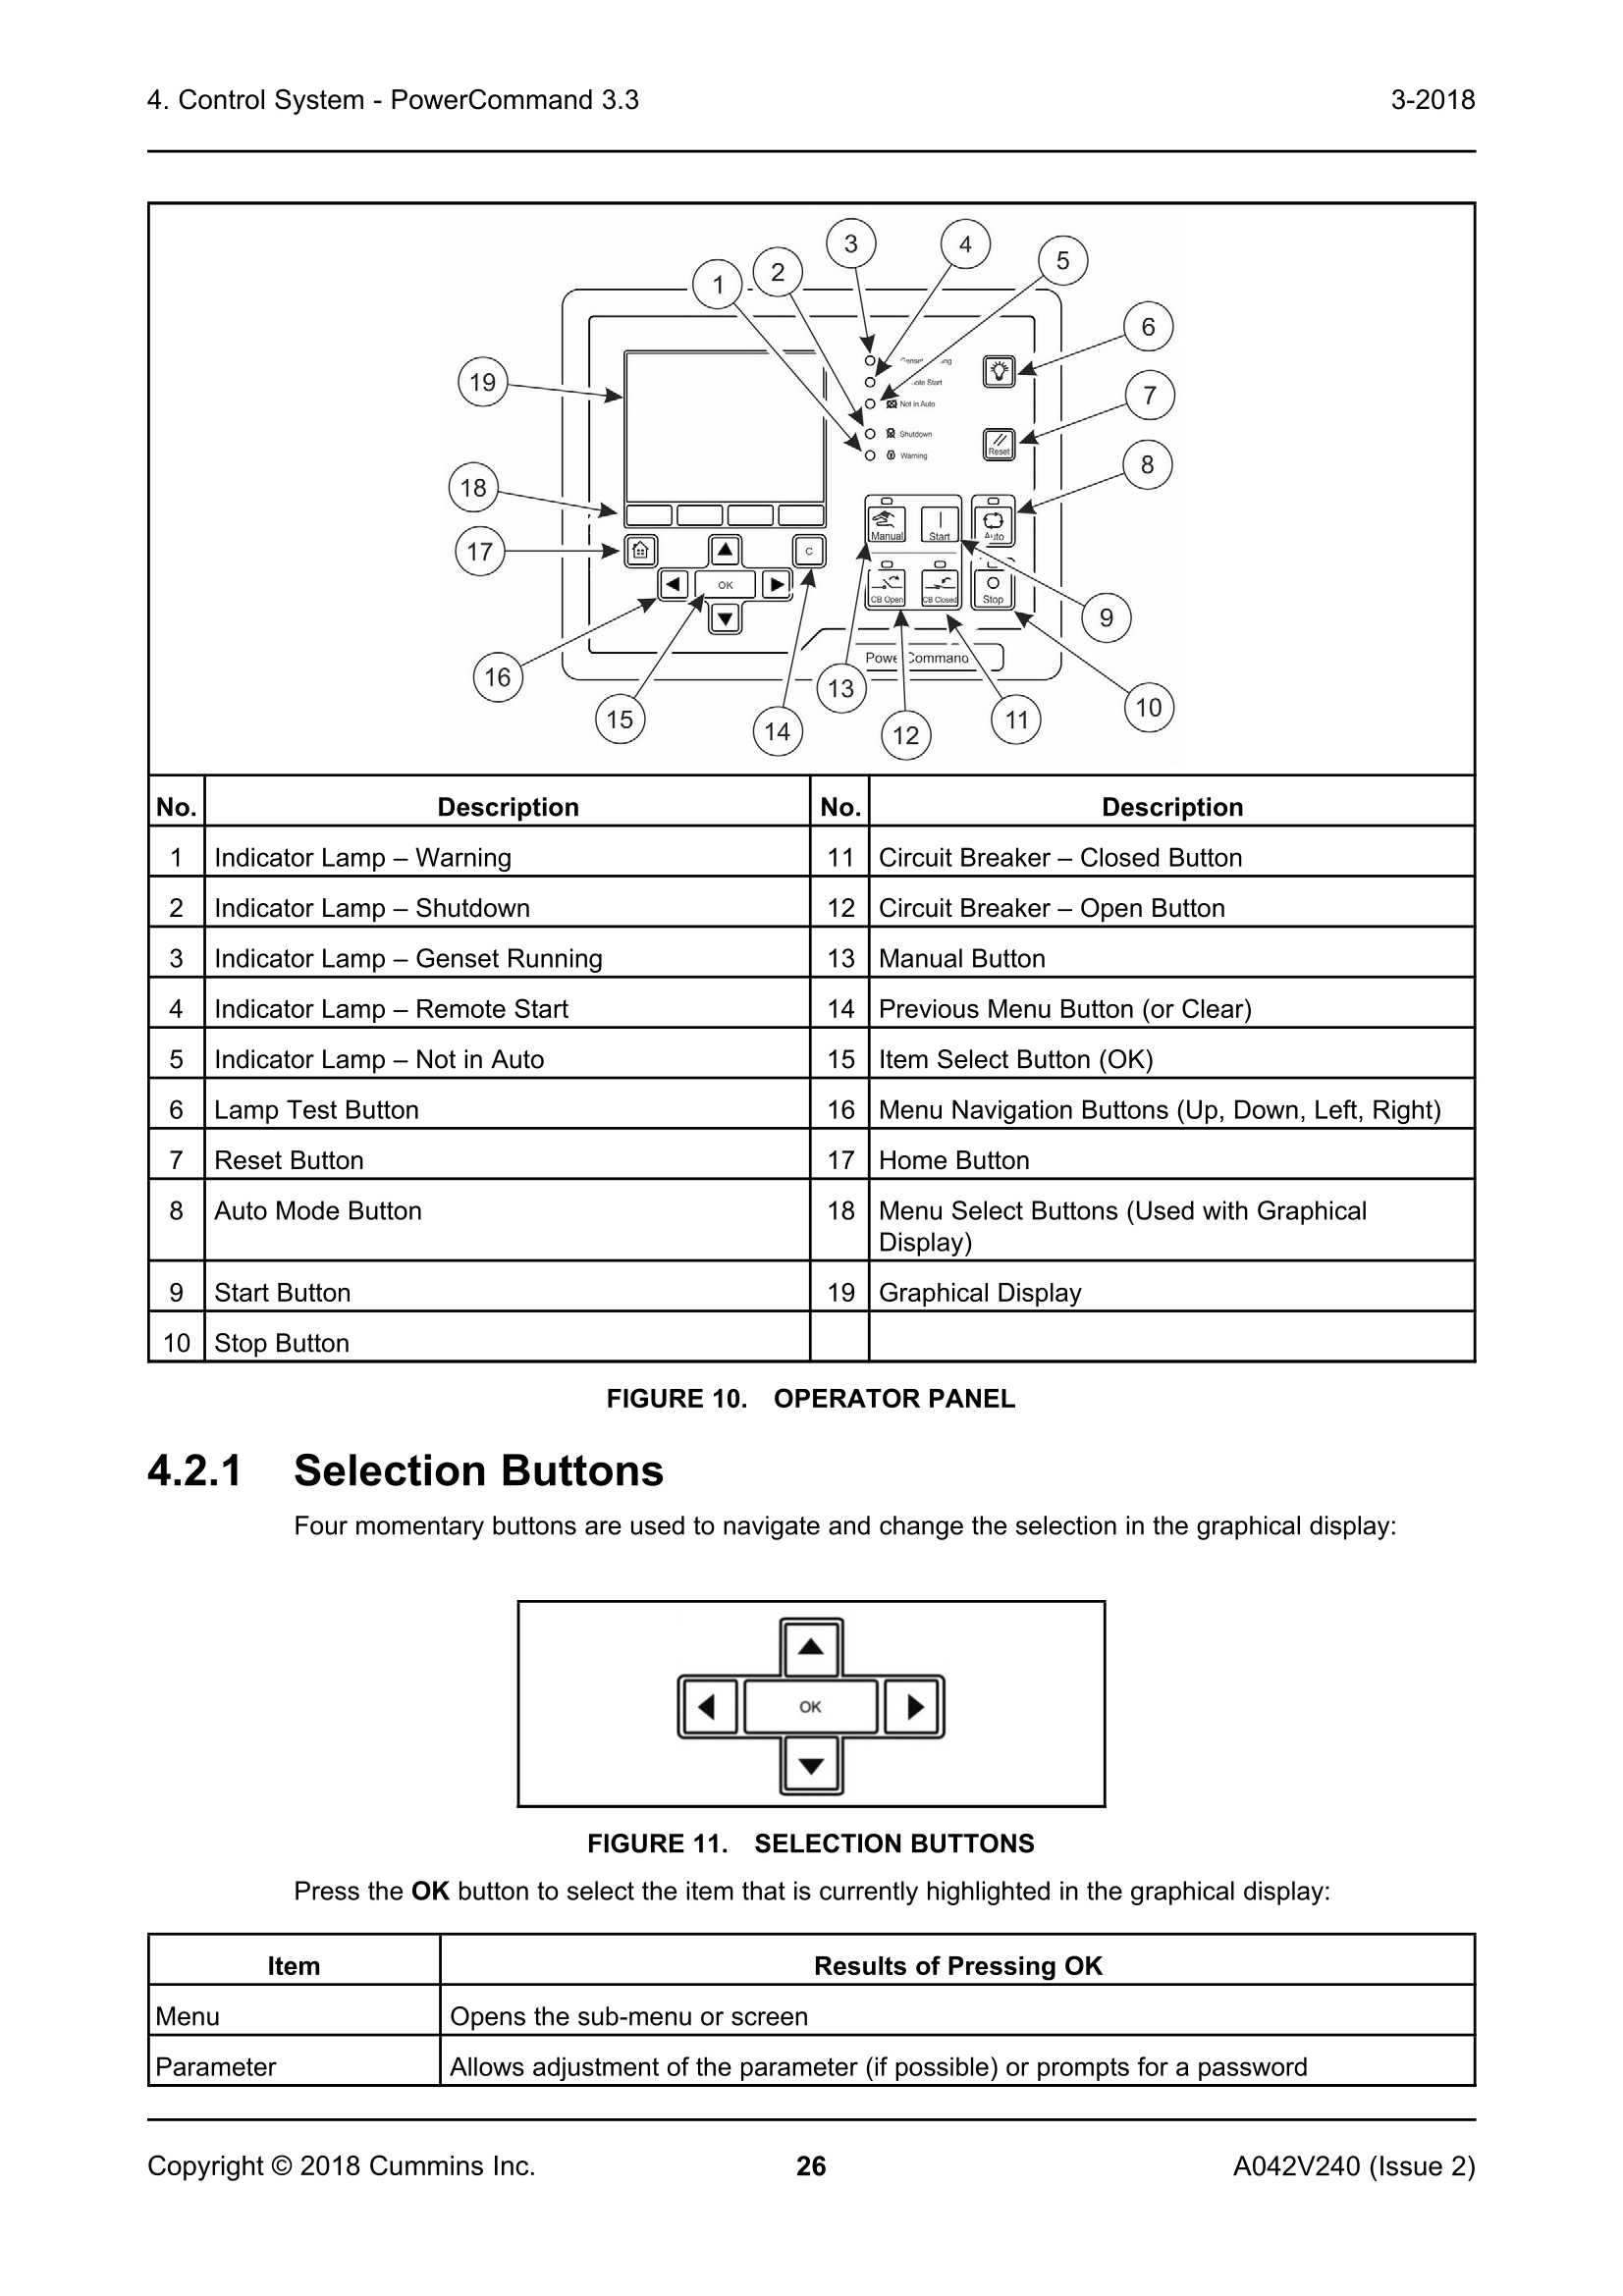 4. Control System - PowerCommand 3.3 3-2018
3
4
5
2
1
6
19
7
Not in Auto
Shutdown
Reset
8
Warning
18
Manual Start Auto
17
C
OK
CB Open CB Closed Stop
9
16
13
10
15
11
14
12
No. Description No. Description
1 Indicator Lamp – Warning 11 Circuit Breaker – Closed Button
2 Indicator Lamp – Shutdown 12 Circuit Breaker – Open Button
3 Indicator Lamp – Genset Running 13 Manual Button
4 Indicator Lamp – Remote Start 14 Previous Menu Button (or Clear)
5 Indicator Lamp – Not in Auto 15 Item Select Button (OK)
6 Lamp Test Button 16 Menu Navigation Buttons (Up, Down, Left, Right)
7 Reset Button 17 Home Button
8 Auto Mode Button 18 Menu Select Buttons (Used with Graphical
Display)
9 Start Button 19 Graphical Display
10 Stop Button
FIGURE 10. OPERATOR PANEL
4.2.1 Selection Buttons
Four momentary buttons are used to navigate and change the selection in the graphical display:
OK
FIGURE 11. SELECTION BUTTONS
Press the OK button to select the item that is currently highlighted in the graphical display:
Item Results of Pressing OK
Menu Opens the sub-menu or screen
Parameter Allows adjustment of the parameter (if possible) or prompts for a password
Copyright © 2018 Cummins Inc. 26 A042V240 (Issue 2)